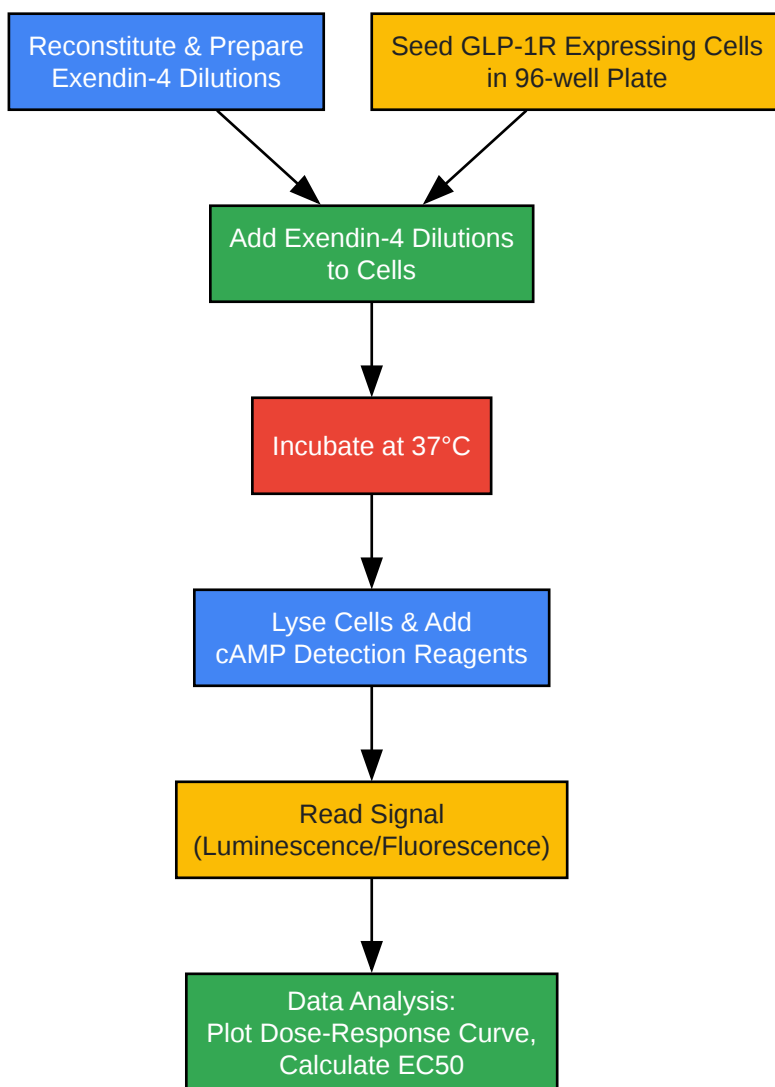 Reconstitute & Prepare
Exendin-4 Dilutions
Seed GLP-1R Expressing Cells
in 96-well Plate
Add Exendin-4 Dilutions
to Cells
Incubate at 37°C
Lyse Cells & Add
cAMP Detection Reagents
Read Signal
(Luminescence/Fluorescence)
Data Analysis:
Plot Dose-Response Curve,
Calculate EC50